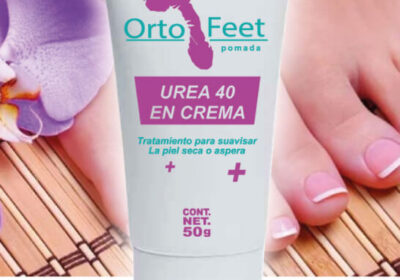 Orto Feet
pomada
UREA 40
EN CREMA
Tratamiento para suavisar
La piel seca o aspera
CONT.
NET.
50g